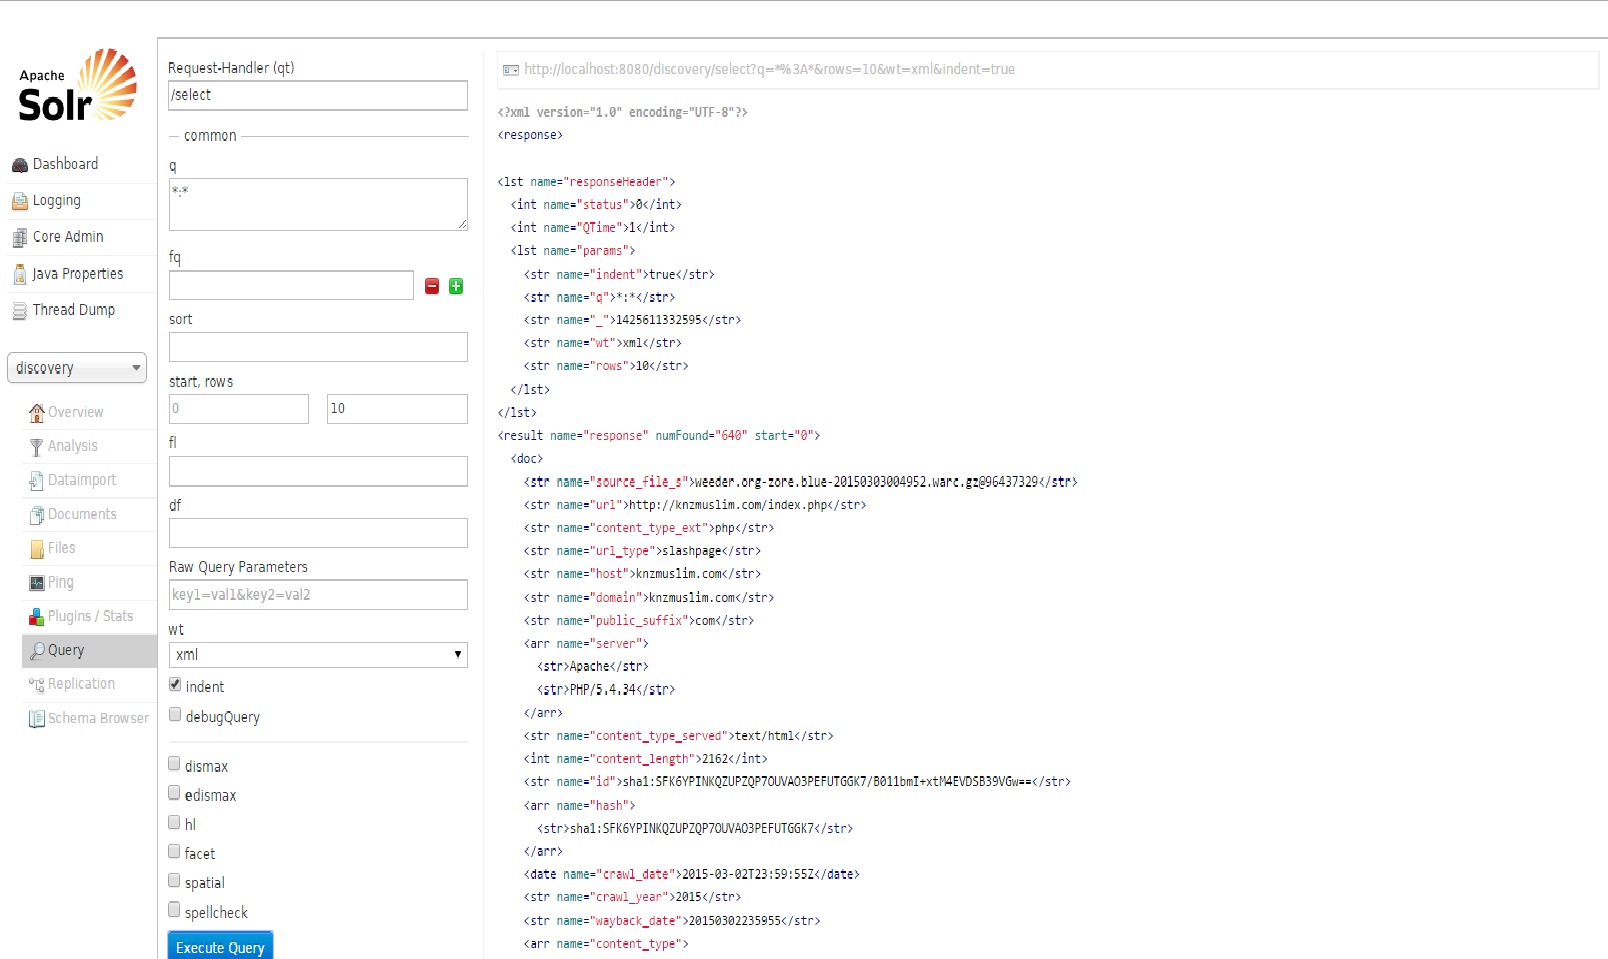 Apache
Solr
Dashboard
Logging
Core Admin
Java Properties
Thread Dump
discovery
Overview
Analysis
Dataimport
Documents
Files
Ping
Plugins / Stats
Query
Replication
Schema Browser
Request-Handler (qt)
/select
common
q
*:*
fq
sort
start, rows
0 10
fl
df
Raw Query Parameters
key1=val1&key2=val2
wt
xml
indent
debugQuery
dismax
edismax
hl
facet
spatial
spellcheck
Execute Query
http://localhost:8080/discovery/select?q=*%3A*&rows=10&wt=xml&indent=true
<?xml version="1.0" encoding="UTF-8"?>
<response>
<lst name="responseHeader">
<int name="status">0</int>
<int name="QTime">1</int>
<lst name="params">
<str name="indent">true</str>
<str name="q">*:*</str>
<str name="_">1425611332595</str>
<str name="wt">xml</str>
<str name="rows">10</str>
</lst>
</lst>
<result name="response" numFound="640" start="0">
<doc>
<str name="source_file_s">weeder.org-zore.blue-20150303004952.warc.gz@96437329</str>
<str name="url">http://knzmuslim.com/index.php</str>
<str name="content_type_ext">php</str>
<str name="url_type">slashpage</str>
<str name="host">knzmuslim.com</str>
<str name="domain">knzmuslim.com</str>
<str name="public_suffix">com</str>
<arr name="server">
<str>Apache</str>
<str>PHP/5.4.34</str>
</arr>
<str name="content_type_served">text/html</str>
<int name="content_length">2162</int>
<str name="id">sha1:SFK6YPINKQZUPZQP7OUVAO3PEFUTGGK7/B011bmI+xtM4EVDSB39VGw==</str>
<arr name="hash">
<str>sha1:SFK6YPINKQZUPZQP7OUVAO3PEFUTGGK7</str>
</arr>
<date name="crawl_date">2015-03-02T23:59:55Z</date>
<str name="crawl_year">2015</str>
<str name="wayback_date">20150302235955</str>
<arr name="content_type">